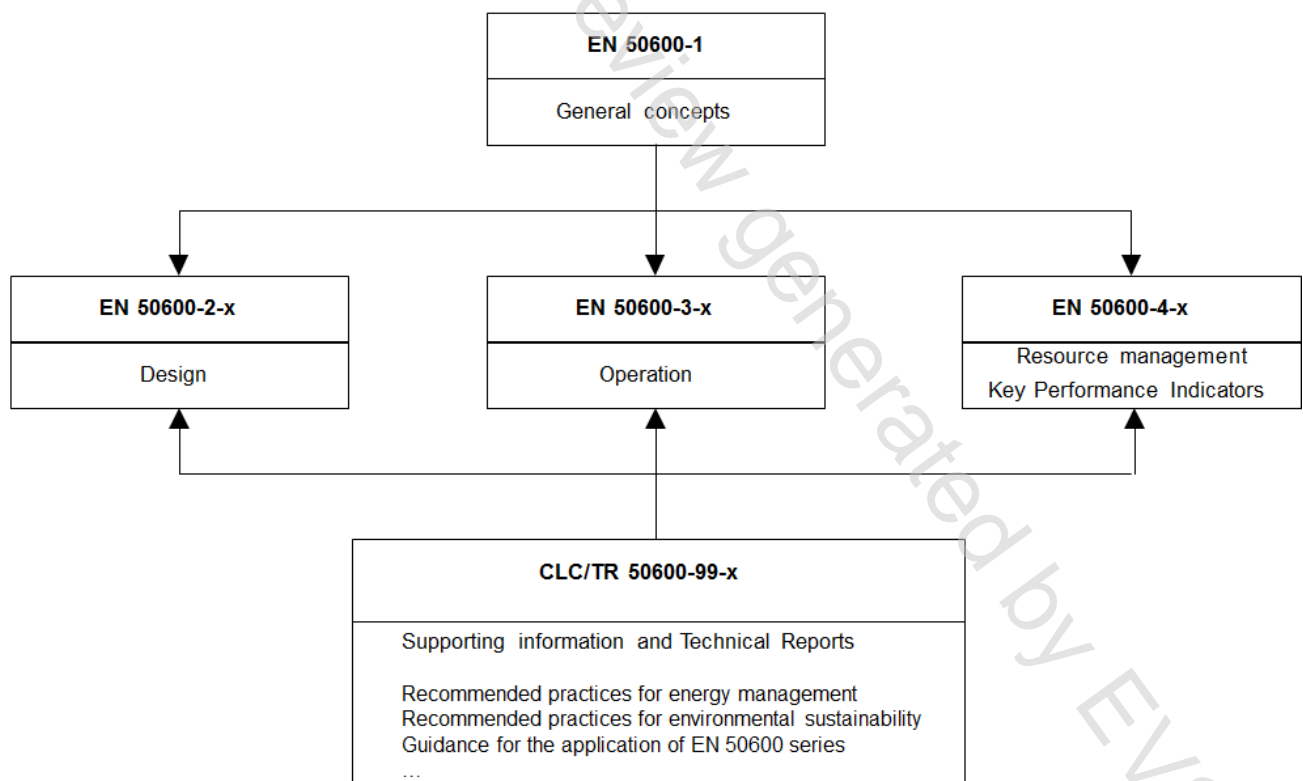 EN 50600-1
General concepts
EN 50600-2-x
Design
EN 50600-3-x
Operation
EN 50600-4-x
Resource management
Key Performance Indicators
CLC/TR 50600-99-x
Supporting information and Technical Reports
Recommended practices for energy management
Recommended practices for environmental sustainability
Guidance for the application of EN 50600 series
...
generated by